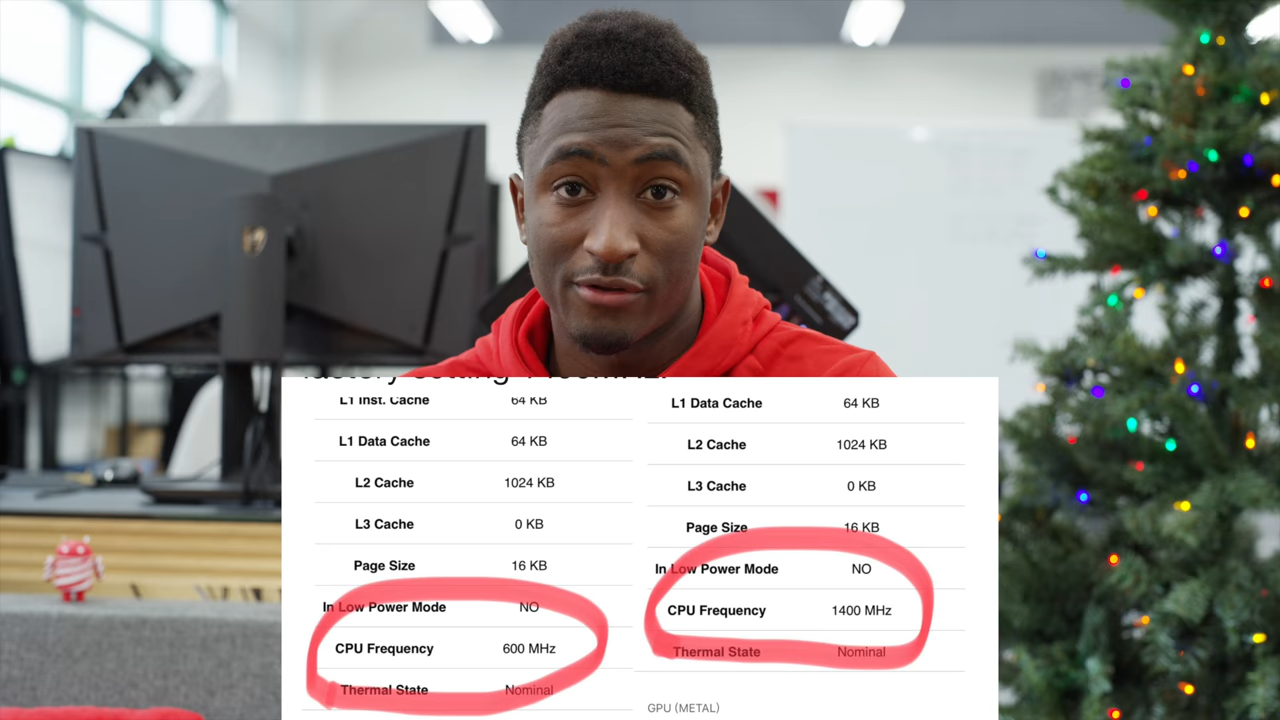 factory setting
L1 Inst. Cache 64 KB
L1 Data Cache 64 KB
L2 Cache 1024 KB
L3 Cache 0 KB
Page Size 16 KB
In Low Power Mode NO
CPU Frequency 600 MHz
Thermal State Nominal
L1 Data Cache 64 KB
L2 Cache 1024 KB
L3 Cache 0 KB
Page Size 16 KB
In Low Power Mode NO
CPU Frequency 1400 MHz
Thermal State Nominal
GPU (METAL)